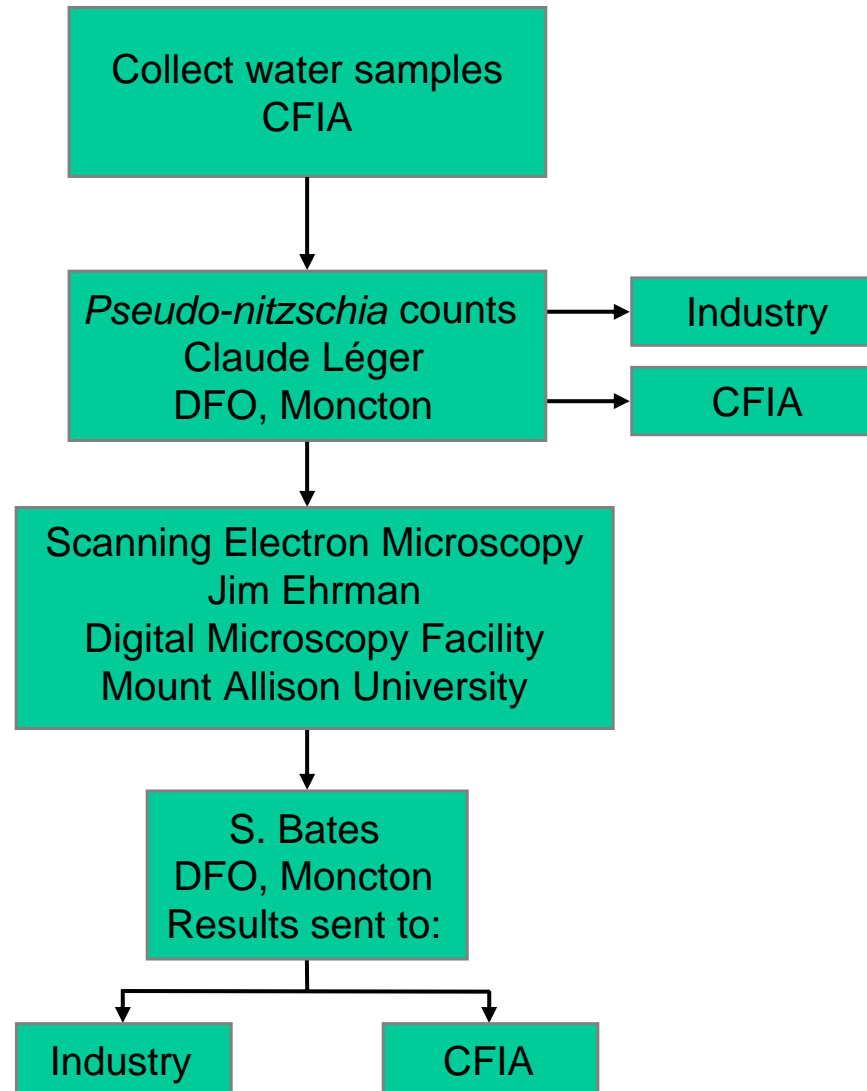 Collect water samples
CFIA
Pseudo-nitzschia counts
Claude Léger
DFO, Moncton
Industry
CFIA
Scanning Electron Microscopy
Jim Ehrman
Digital Microscopy Facility
Mount Allison University
S. Bates
DFO, Moncton
Results sent to:
Industry
CFIA